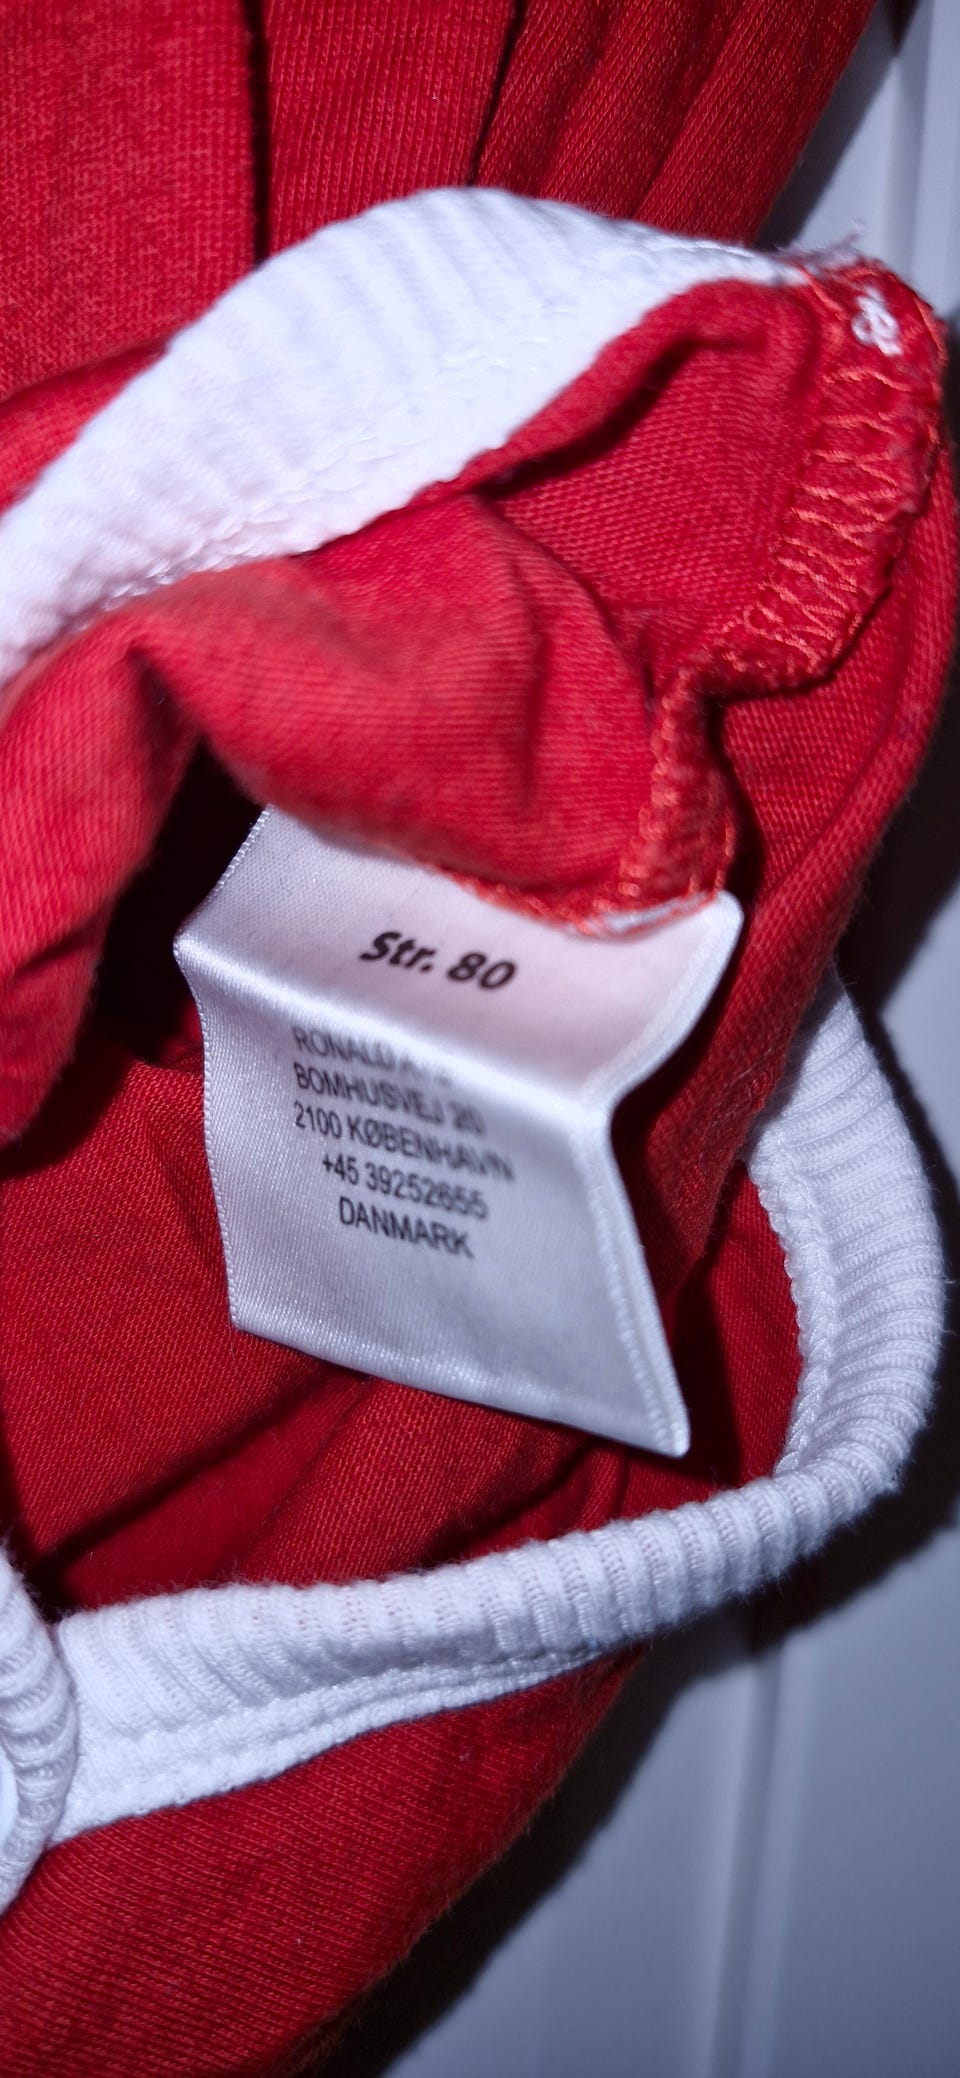 Str. 80
RONALD
BOMHUSVEJ 20
2100 KØBENHAVN
+45 39252655
DANMARK